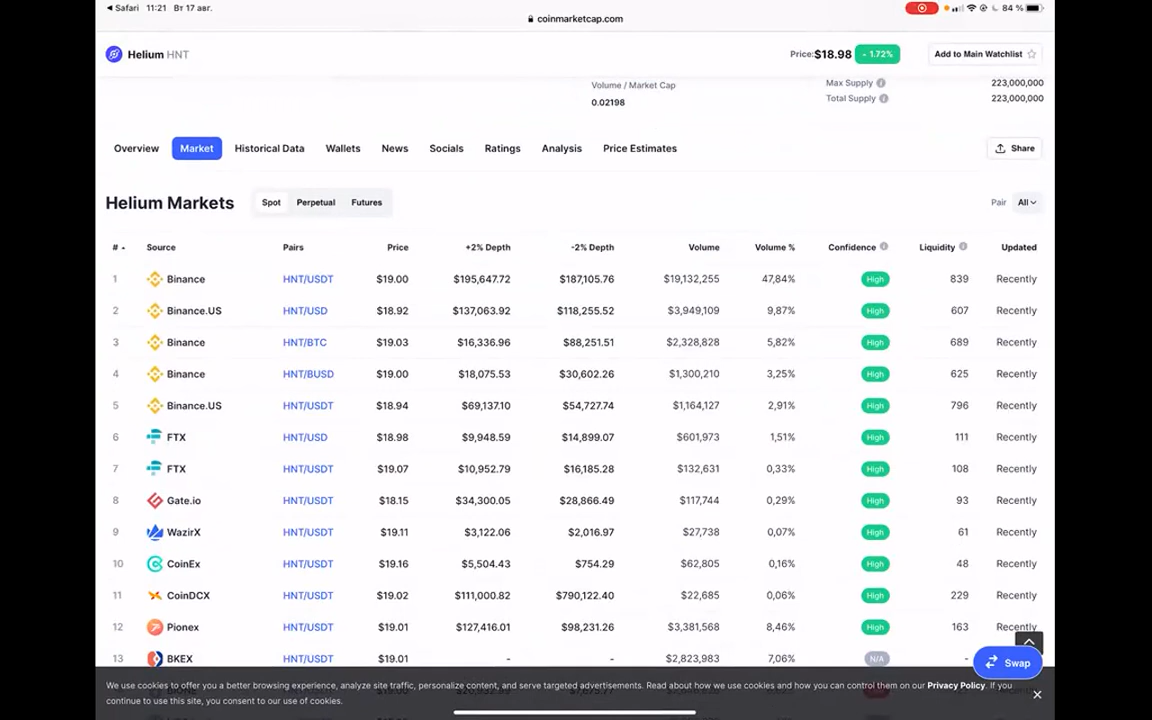 Safari 11:21 Вт 17 авг. 84 %
coinmarketcap.com
Helium HNT Price:$18.98 - 1.72% Add to Main Watchlist
Volume / Market Cap Max Supply 223,000,000
0.02198 Total Supply 223,000,000
Overview Market Historical Data Wallets News Socials Ratings Analysis Price Estimates Share
Helium Markets Spot Perpetual Futures Pair All
# Source Pairs Price +2% Depth -2% Depth Volume Volume % Confidence Liquidity Updated
1 Binance HNT/USDT $19.00 $195,647.72 $187,105.76 $19,132,255 47,84% High 839 Recently
2 Binance.US HNT/USD $18.92 $137,063.92 $118,255.52 $3,949,109 9,87% High 607 Recently
3 Binance HNT/BTC $19.03 $16,336.96 $88,251.51 $2,328,828 5,82% High 689 Recently
4 Binance HNT/BUSD $19.00 $18,075.53 $30,602.26 $1,300,210 3,25% High 625 Recently
5 Binance.US HNT/USDT $18.94 $69,137.10 $54,727.74 $1,164,127 2,91% High 796 Recently
6 FTX HNT/USD $18.98 $9,948.59 $14,899.07 $601,973 1,51% High 111 Recently
7 FTX HNT/USDT $19.07 $10,952.79 $16,185.28 $132,631 0,33% High 108 Recently
8 Gate.io HNT/USDT $18.15 $34,300.05 $28,866.49 $117,744 0,29% High 93 Recently
9 WazirX HNT/USDT $19.11 $3,122.06 $2,016.97 $27,738 0,07% High 61 Recently
10 CoinEx HNT/USDT $19.16 $5,504.43 $754.29 $62,805 0,16% High 48 Recently
11 CoinDCX HNT/USDT $19.02 $111,000.82 $790,122.40 $22,685 0,06% High 229 Recently
12 Pionex HNT/USDT $19.01 $127,416.01 $98,231.26 $3,381,568 8,46% High 163 Recently
13 BKEX HNT/USDT $19.01 - - $2,823,983 7,06% N/A - Recently
Swap
We use cookies to offer you a better browsing experience, analyze site traffic, personalize content, and serve targeted advertisements. Read about how we use cookies and how you can control them on our Privacy Policy. If you
continue to use this site, you consent to our use of cookies.